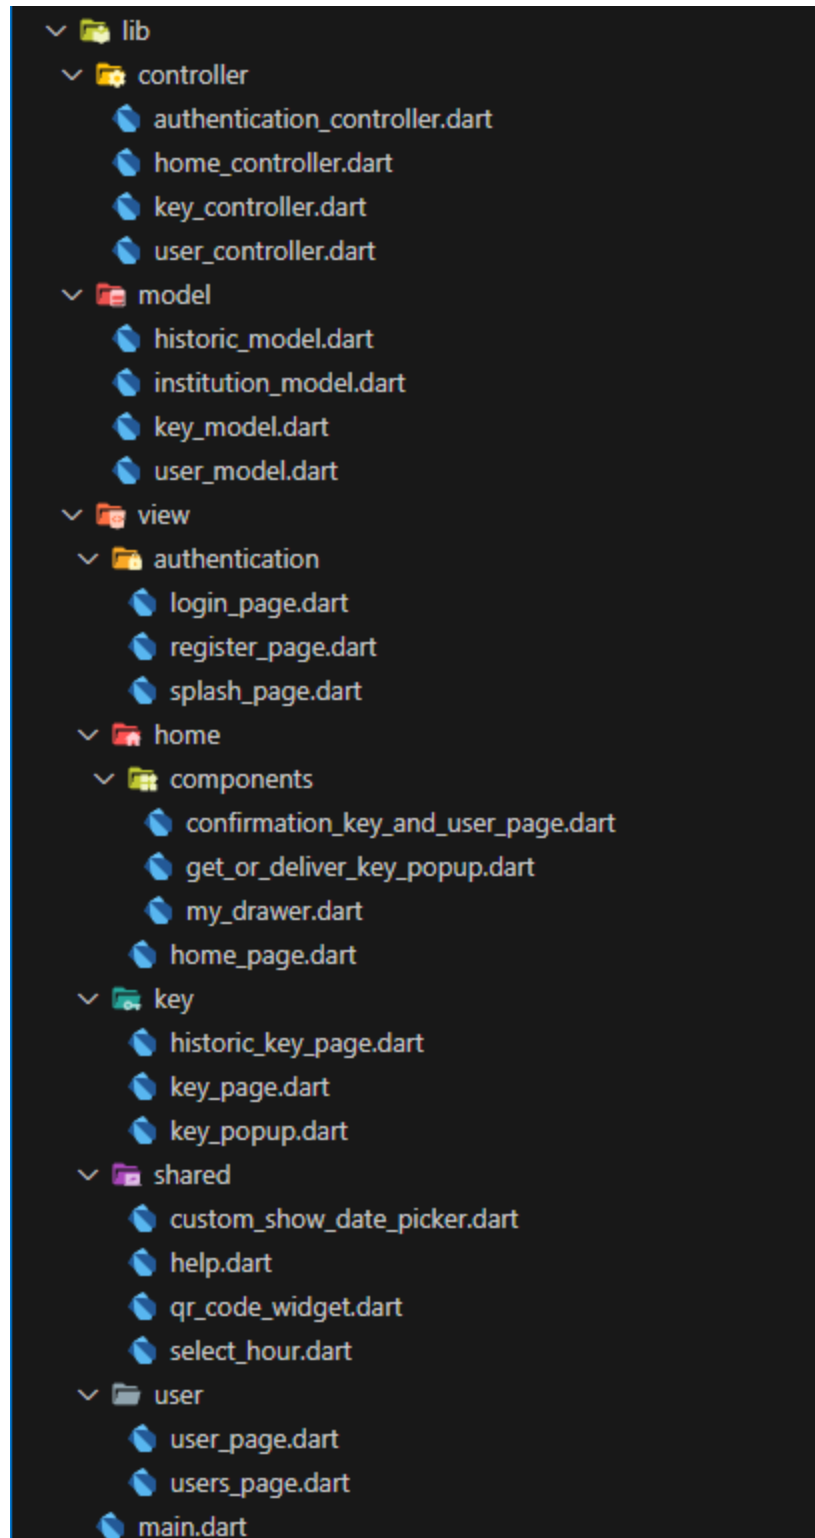 lib
controller
authentication_controller.dart
home_controller.dart
key_controller.dart
user_controller.dart
model
historic_model.dart
institution_model.dart
key_model.dart
user_model.dart
view
authentication
login_page.dart
register_page.dart
splash_page.dart
home
components
confirmation_key_and_user_page.dart
get_or_deliver_key_popup.dart
my_drawer.dart
home_page.dart
key
historic_key_page.dart
key_page.dart
key_popup.dart
shared
custom_show_date_picker.dart
help.dart
qr_code_widget.dart
select_hour.dart
user
user_page.dart
users_page.dart
main.dart